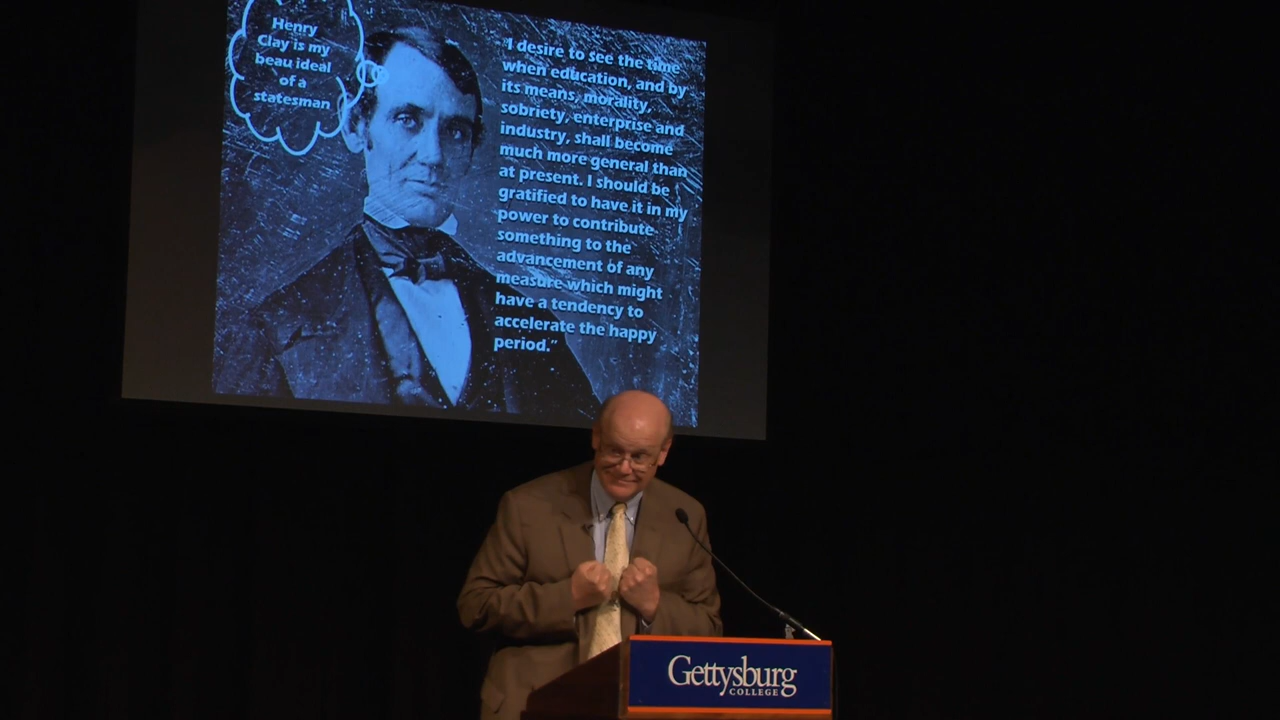 Henry
Clay is my
beau ideal
of a
statesman
"I desire to see the time
when education, and by
its means, morality,
sobriety, enterprise and
industry, shall become
much more general than
at present. I should be
gratified to have it in my
power to contribute
something to the
advancement of any
measure which might
have a tendency to
accelerate the happy
period."
Gettysburg
COLLEGE